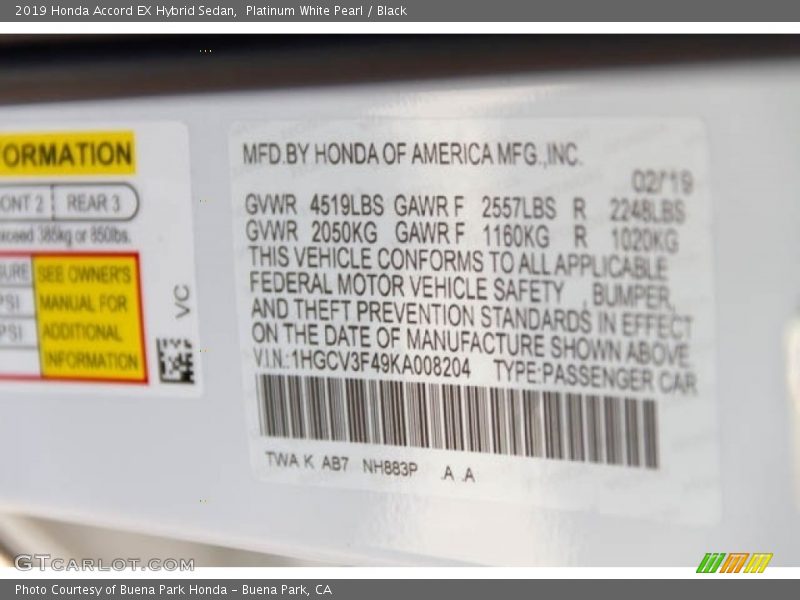 2019 Honda Accord EX Hybrid Sedan, Platinum White Pearl / Black
ORMATION
ONT 2 REAR 3
exceed 385kg or 850lbs.
SURE
PSI
PSI
SEE OWNER'S
MANUAL FOR
ADDITIONAL
INFORMATION
VC
MFD.BY HONDA OF AMERICA MFG.,INC.
02/19
GVWR 4519LBS GAWR F 2557LBS R 2248LBS
GVWR 2050KG GAWR F 1160KG R 1020KG
THIS VEHICLE CONFORMS TO ALL APPLICABLE
FEDERAL MOTOR VEHICLE SAFETY , BUMPER,
AND THEFT PREVENTION STANDARDS IN EFFECT
ON THE DATE OF MANUFACTURE SHOWN ABOVE
V.I.N.:1HGCV3F49KA008204 TYPE:PASSENGER CAR
TWA K AB7 NH883P .A .A
GTCARLOT.COM
Photo Courtesy of Buena Park Honda – Buena Park, CA